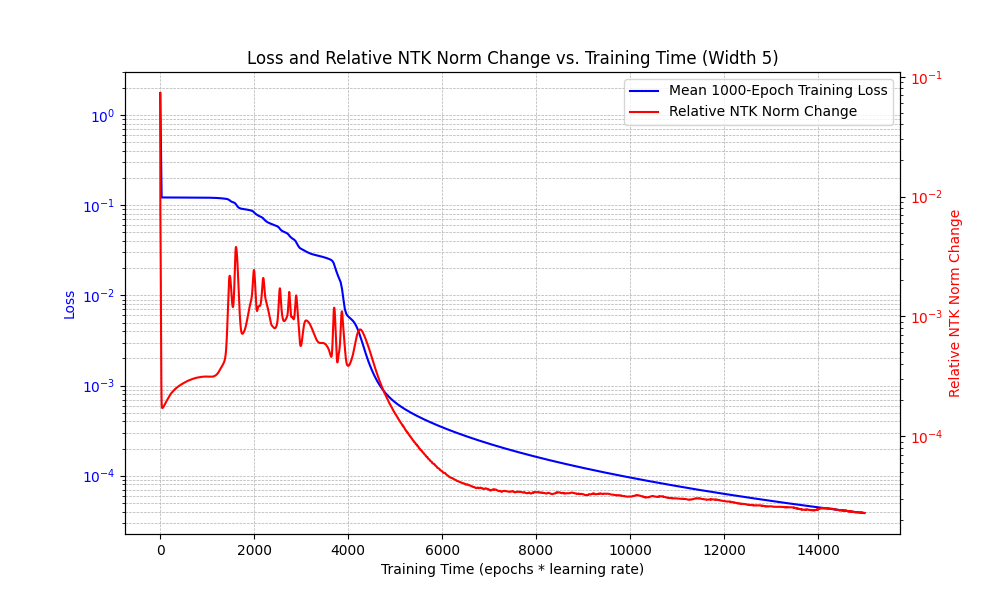 Loss and Relative NTK Norm Change vs. Training Time (Width 5)
Mean 1000-Epoch Training Loss
Relative NTK Norm Change
10⁰
10⁻¹
10⁻²
10⁻³
10⁻⁴
Loss
10⁻¹
10⁻²
10⁻³
10⁻⁴
Relative NTK Norm Change
0 2000 4000 6000 8000 10000 12000 14000
Training Time (epochs * learning rate)